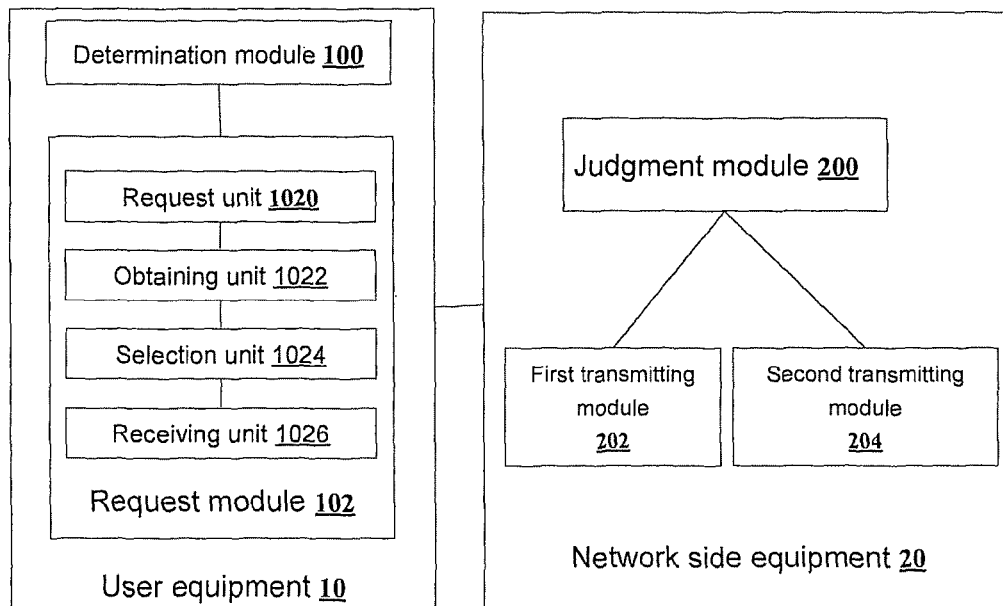 Determination module 100
Request unit 1020
Obtaining unit 1022
Selection unit 1024
Receiving unit 1026
Request module 102
User equipment 10
Judgment module 200
First transmitting
module
202
Second transmitting
module
204
Network side equipment 20